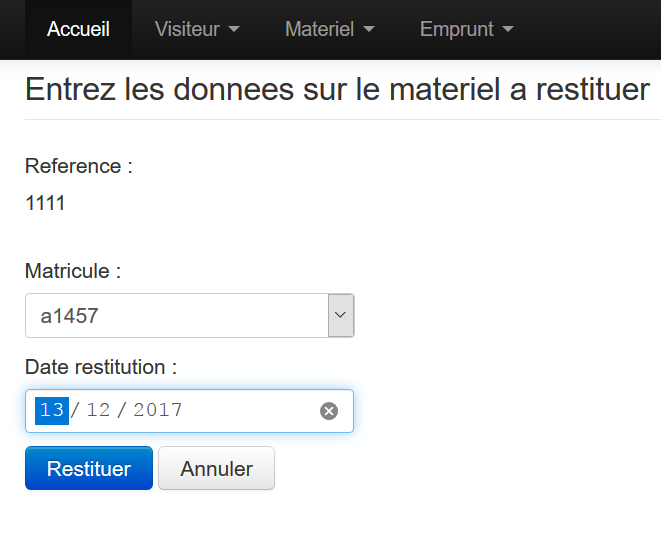 Accueil Visiteur Materiel Emprunt
Entrez les donnees sur le materiel a restituer
Reference :
1111
Matricule :
a1457
Date restitution :
13/ 12 / 2017
Restituer Annuler